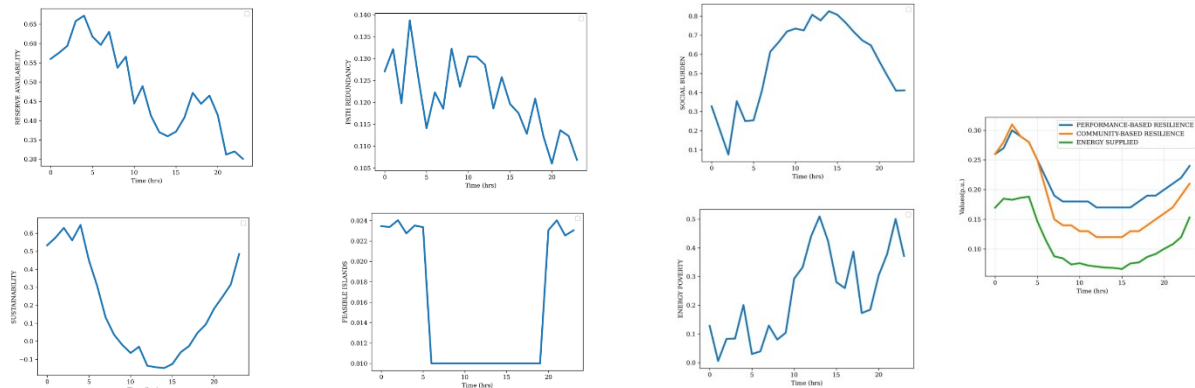 RESERVE AVAILABILITY
0.65
0.60
0.55
0.50
0.45
0.40
0.35
0.30
0 5 10 15 20
Time (hrs)
PATH REDUNDANCY
0.140
0.135
0.130
0.125
0.120
0.115
0.110
0.105
0 5 10 15 20
Time (hrs)
SOCIAL BURDEN
0.8
0.7
0.6
0.5
0.4
0.3
0.2
0.1
0 5 10 15 20
Time (hrs)
PERFORMANCE-BASED RESILIENCE
COMMUNITY-BASED RESILIENCE
ENERGY SUPPLIED
Values(p.u.)
0.30
0.25
0.20
0.15
0.10
0 5 10 15 20
Time (hrs)
SUSTAINABILITY
0.6
0.5
0.4
0.3
0.2
0.1
0.0
−0.1
0 5 10 15 20
FEASIBLE ISLANDS
0.024
0.022
0.020
0.018
0.016
0.014
0.012
0.010
0 5 10 15 20
Time (hrs)
ENERGY POVERTY
0.5
0.4
0.3
0.2
0.1
0.0
0 5 10 15 20
Time (hrs)